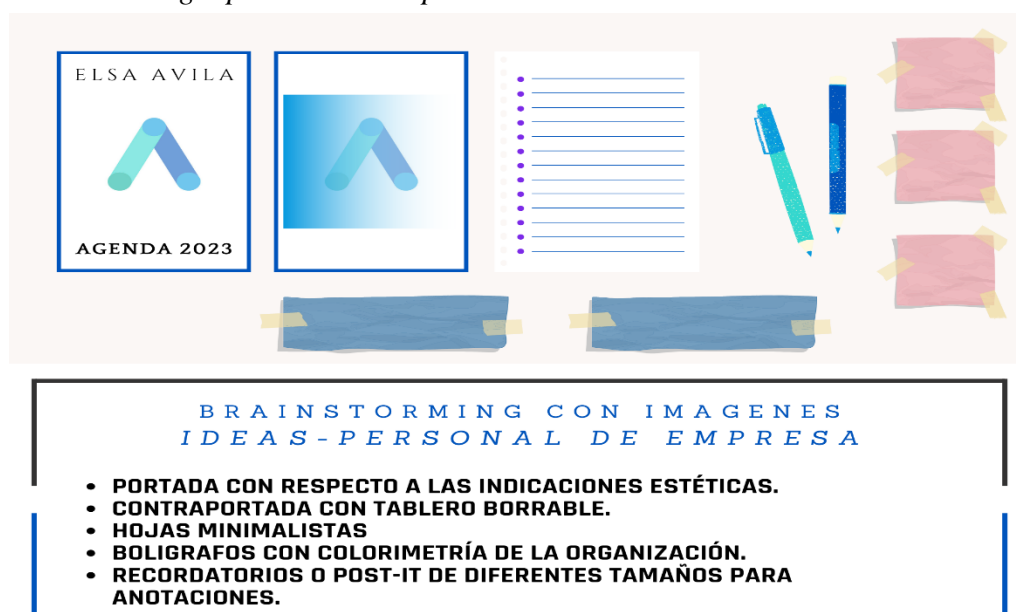 ELSA AVILA
AGENDA 2023
BRAINSTORMING CON IMAGENES
IDEAS-PERSONAL DE EMPRESA
• PORTADA CON RESPECTO A LAS INDICACIONES ESTÉTICAS.
• CONTRAPORTADA CON TABLERO BORRABLE.
• HOJAS MINIMALISTAS
• BOLIGRAFOS CON COLORIMETRÍA DE LA ORGANIZACIÓN.
• RECORDATORIOS O POST-IT DE DIFERENTES TAMAÑOS PARA
ANOTACIONES.